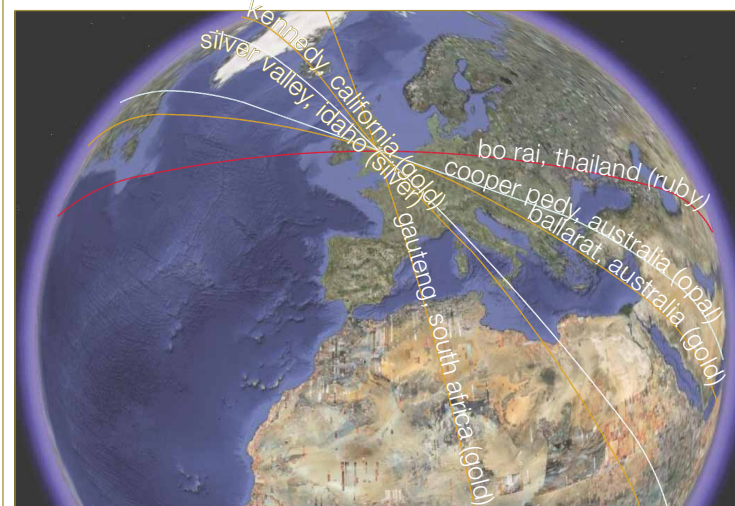 kennedy, california (gold)
silver valley, idaho (silver)
bo rai, thailand (ruby)
cooper pedy, australia (opal)
ballarat, australia (gold)
gauteng, south africa (gold)